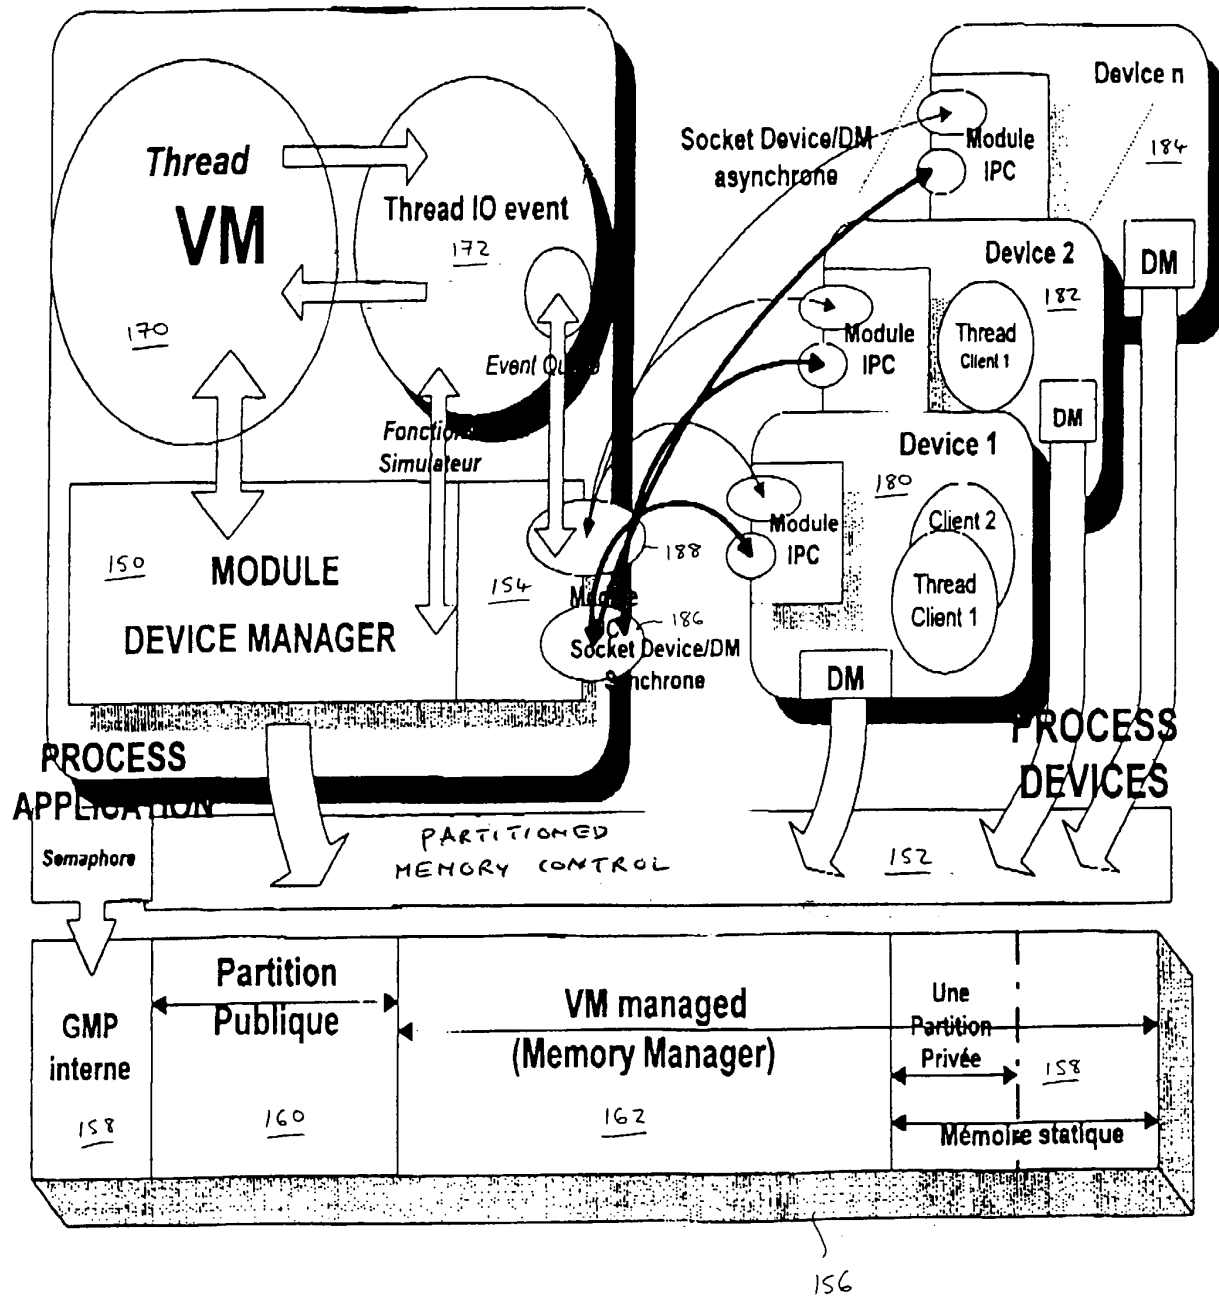 Thread
VM
170
Thread IO event
172
Event Queue
Fonction
Simulateur
150
MODULE
DEVICE MANAGER
154
188
Module
186
Socket Device/DM
Synchrone
PROCESS
APPLICATION
Socket Device/DM
asynchrone
Device n
184
Module
IPC
DM
Device 2
182
Module
IPC
Thread
Client 1
DM
Device 1
180
Module
IPC
Client 2
Thread
Client 1
DM
PROCESS
DEVICES
Semaphore
PARTITIONED
MEMORY CONTROL
152
GMP
interne
158
Partition
Publique
160
VM managed
(Memory Manager)
162
Une
Partition
Privée
158
Mémoire statique
156